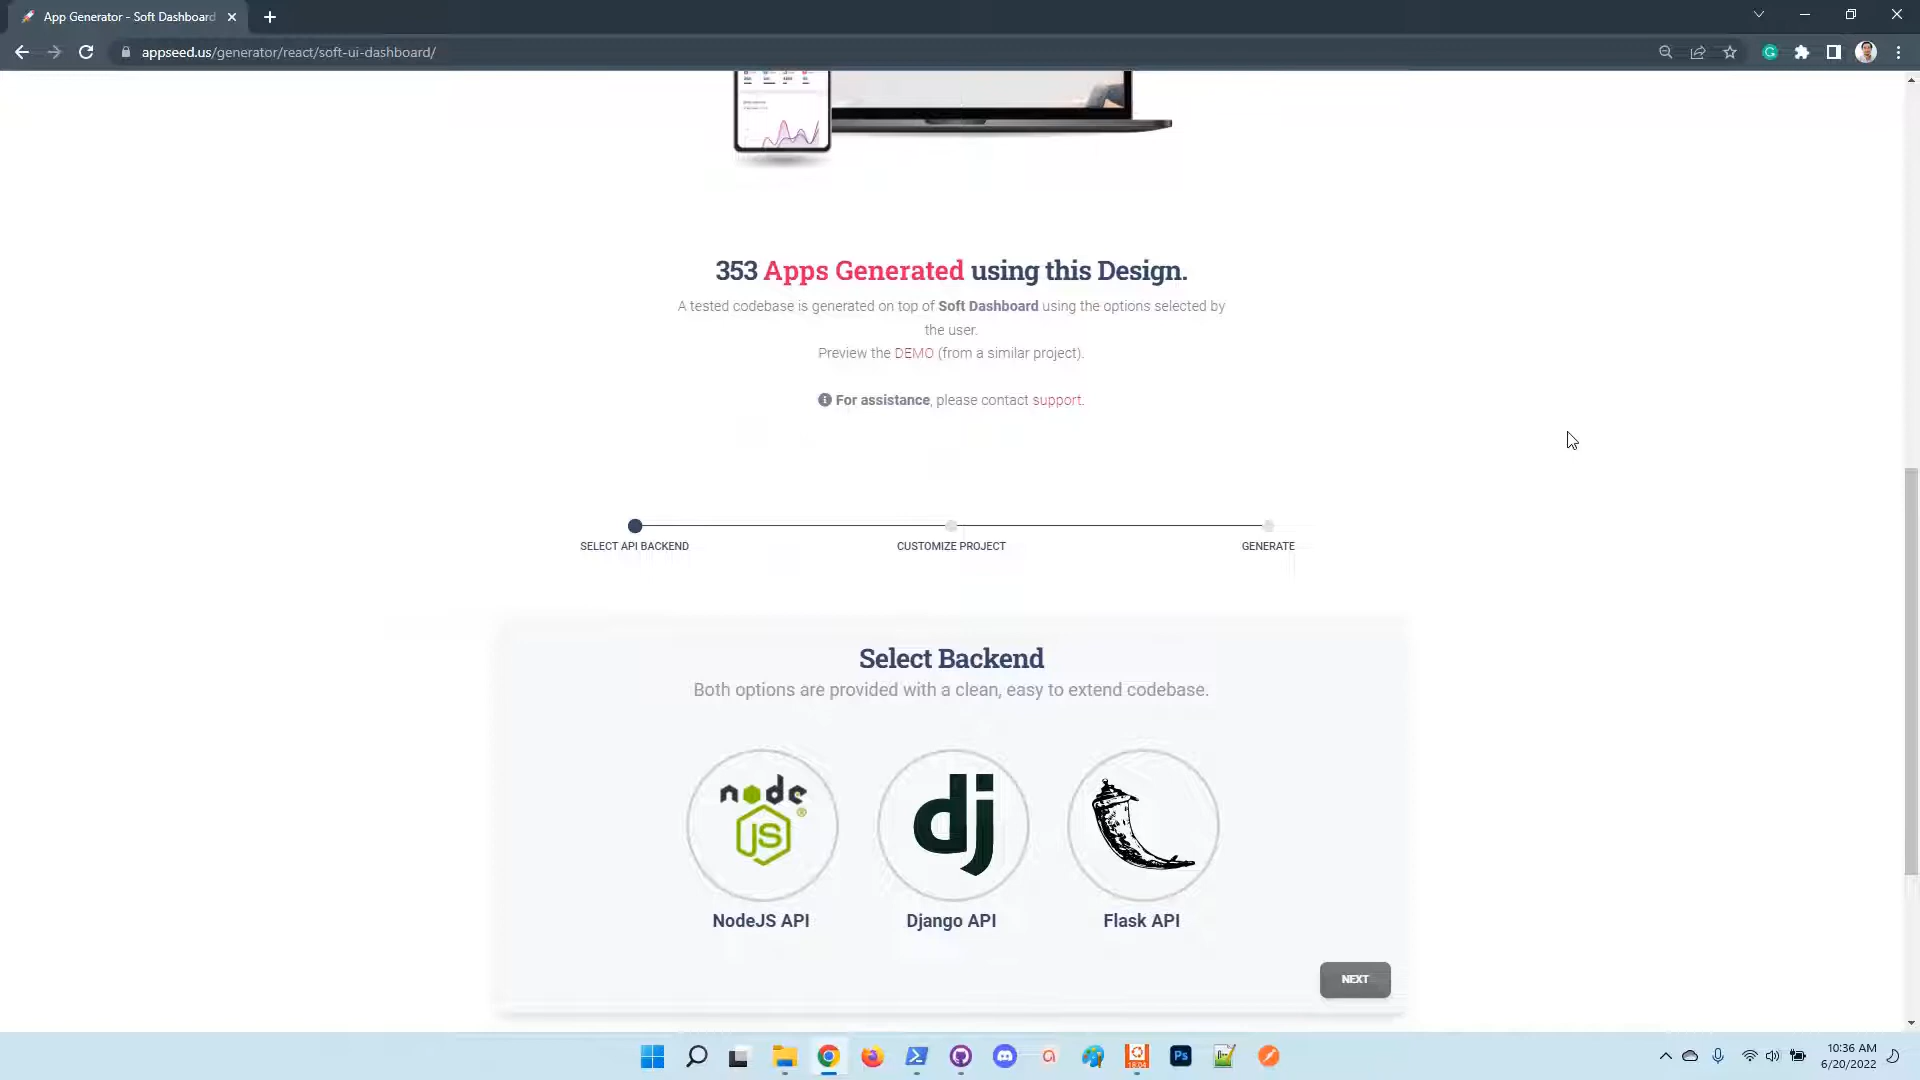 App Generator - Soft Dashboard
appseed.us/generator/react/soft-ui-dashboard/
353 Apps Generated using this Design.
A tested codebase is generated on top of Soft Dashboard using the options selected by
the user.
Preview the DEMO (from a similar project).
For assistance, please contact support.
SELECT API BACKEND
CUSTOMIZE PROJECT
GENERATE
Select Backend
Both options are provided with a clean, easy to extend codebase.
node
JS
®
dj
NodeJS API
Django API
Flask API
NEXT
18.04
Ps
10:36 AM
6/20/2022